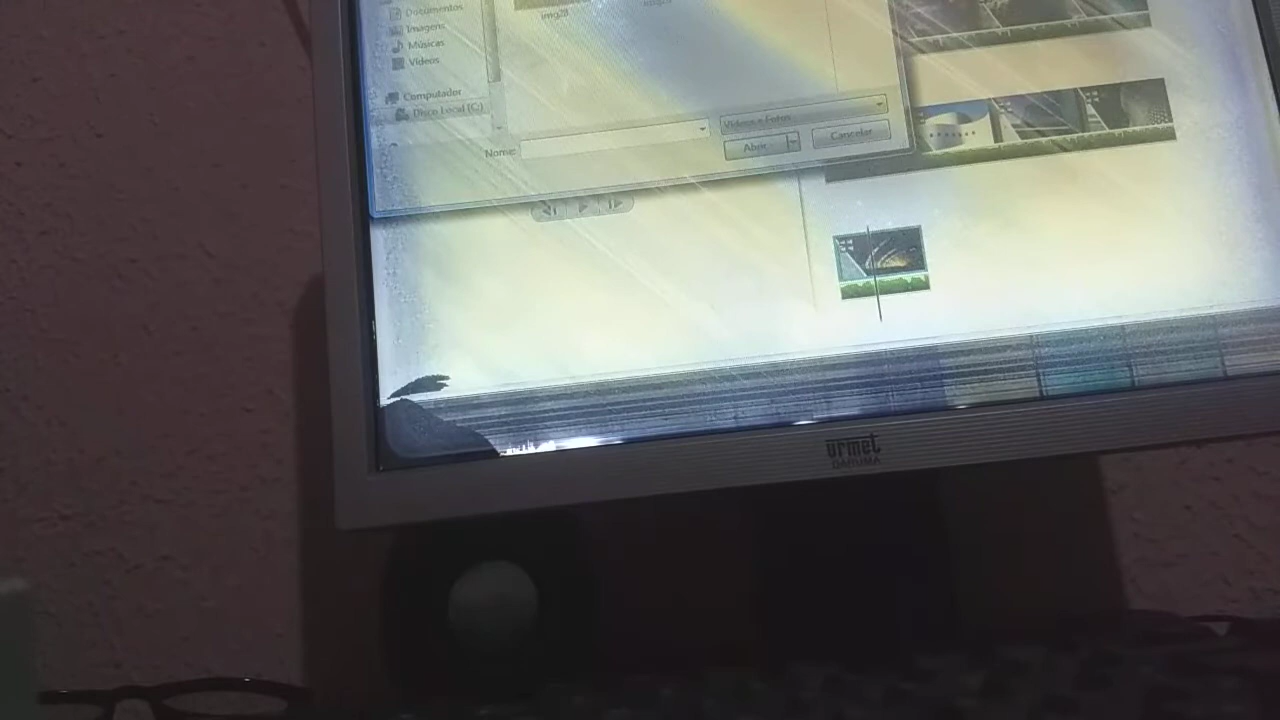 Documentos
Imagens
Músicas
Vídeos
Computador
Disco Local (C:)
Nome:
Vídeos e Fotos
Abrir
Cancelar
urmet
DARUMA